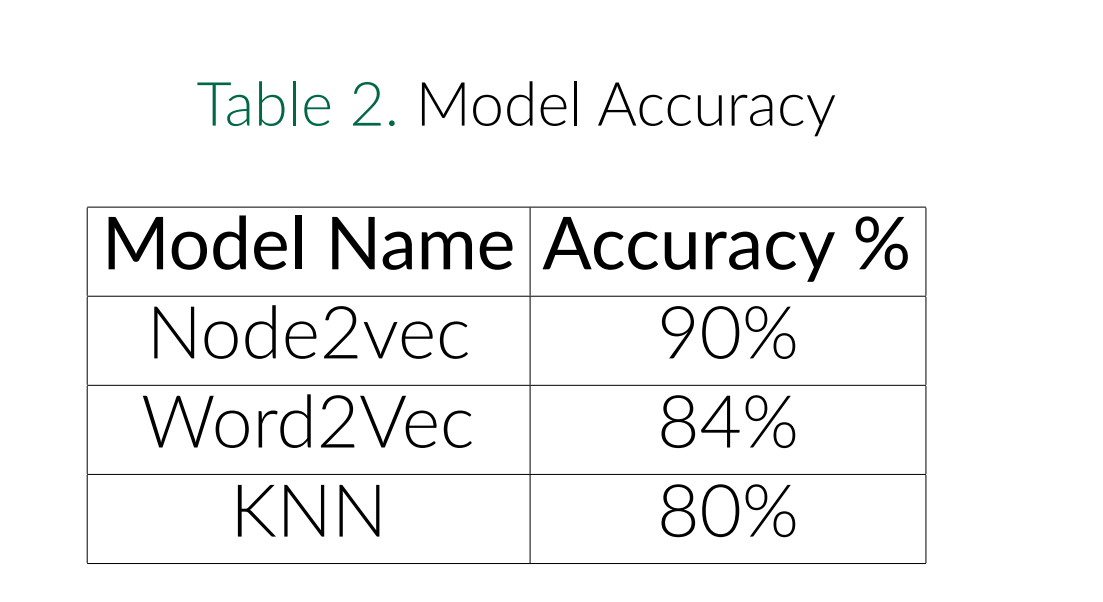 Table 2. Model Accuracy
Model Name Accuracy %
Node2vec 90%
Word2Vec 84%
KNN 80%